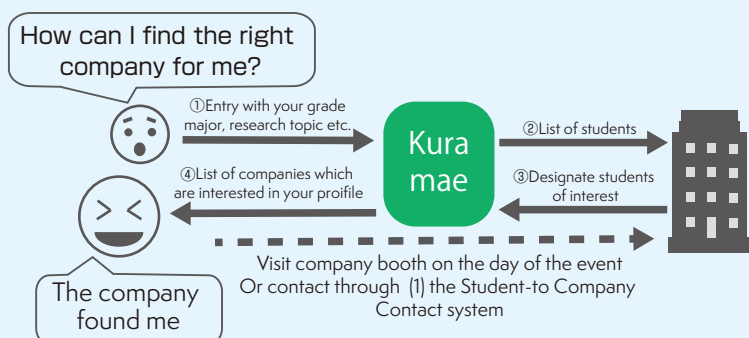 How can I find the right
company for me?
①Entry with your grade
major, research topic etc.
Kura
mae
②List of students
④List of companies which
are interested in your proifile
③Designate students
of interest
Visit company booth on the day of the event
Or contact through (1) the Student-to Company
Contact system
The company
found me